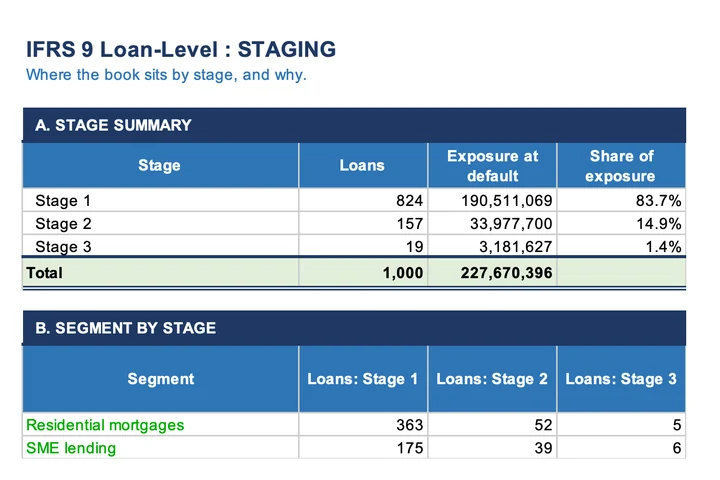 IFRS 9 Loan-Level : STAGING
Where the book sits by stage, and why.
A. STAGE SUMMARY
Stage Loans Exposure at default Share of exposure
Stage 1 824 190,511,069 83.7%
Stage 2 157 33,977,700 14.9%
Stage 3 19 3,181,627 1.4%
Total 1,000 227,670,396
B. SEGMENT BY STAGE
Segment Loans: Stage 1 Loans: Stage 2 Loans: Stage 3
Residential mortgages 363 52 5
SME lending 175 39 6